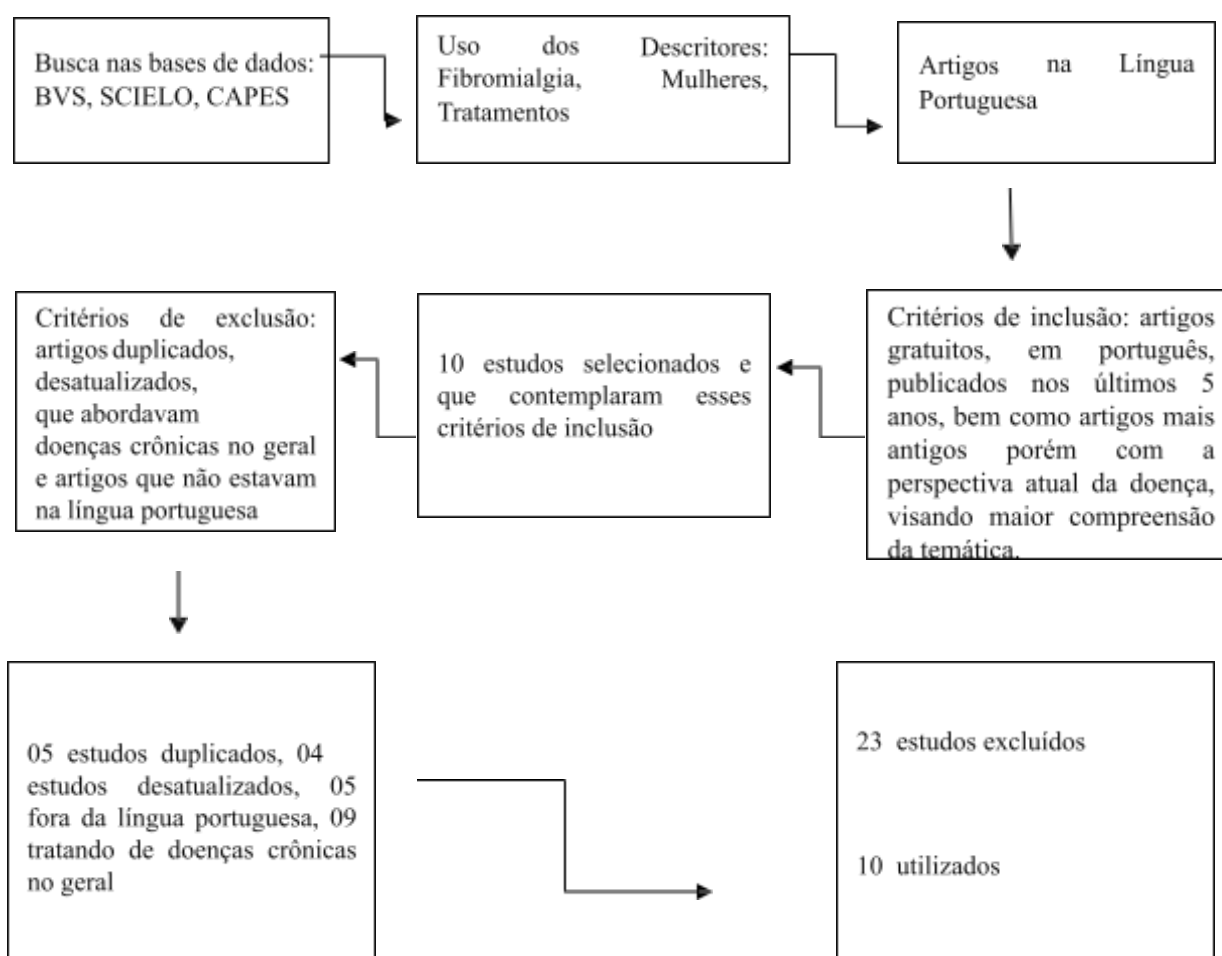 Busca nas bases de dados:
BVS, SCIELO, CAPES
Uso dos Descritores:
Fibromialgia, Mulheres,
Tratamentos
Artigos na Língua
Portuguesa
Critérios de inclusão: artigos
gratuitos, em português,
publicados nos últimos 5
anos, bem como artigos mais
antigos porém com a
perspectiva atual da doença,
visando maior compreensão
da temática.
10 estudos selecionados e
que contemplaram esses
critérios de inclusão
Critérios de exclusão:
artigos duplicados,
desatualizados,
que abordavam
doenças crônicas no geral
e artigos que não estavam
na língua portuguesa
05 estudos duplicados, 04
estudos desatualizados, 05
fora da língua portuguesa, 09
tratando de doenças crônicas
no geral
23 estudos excluídos
10 utilizados